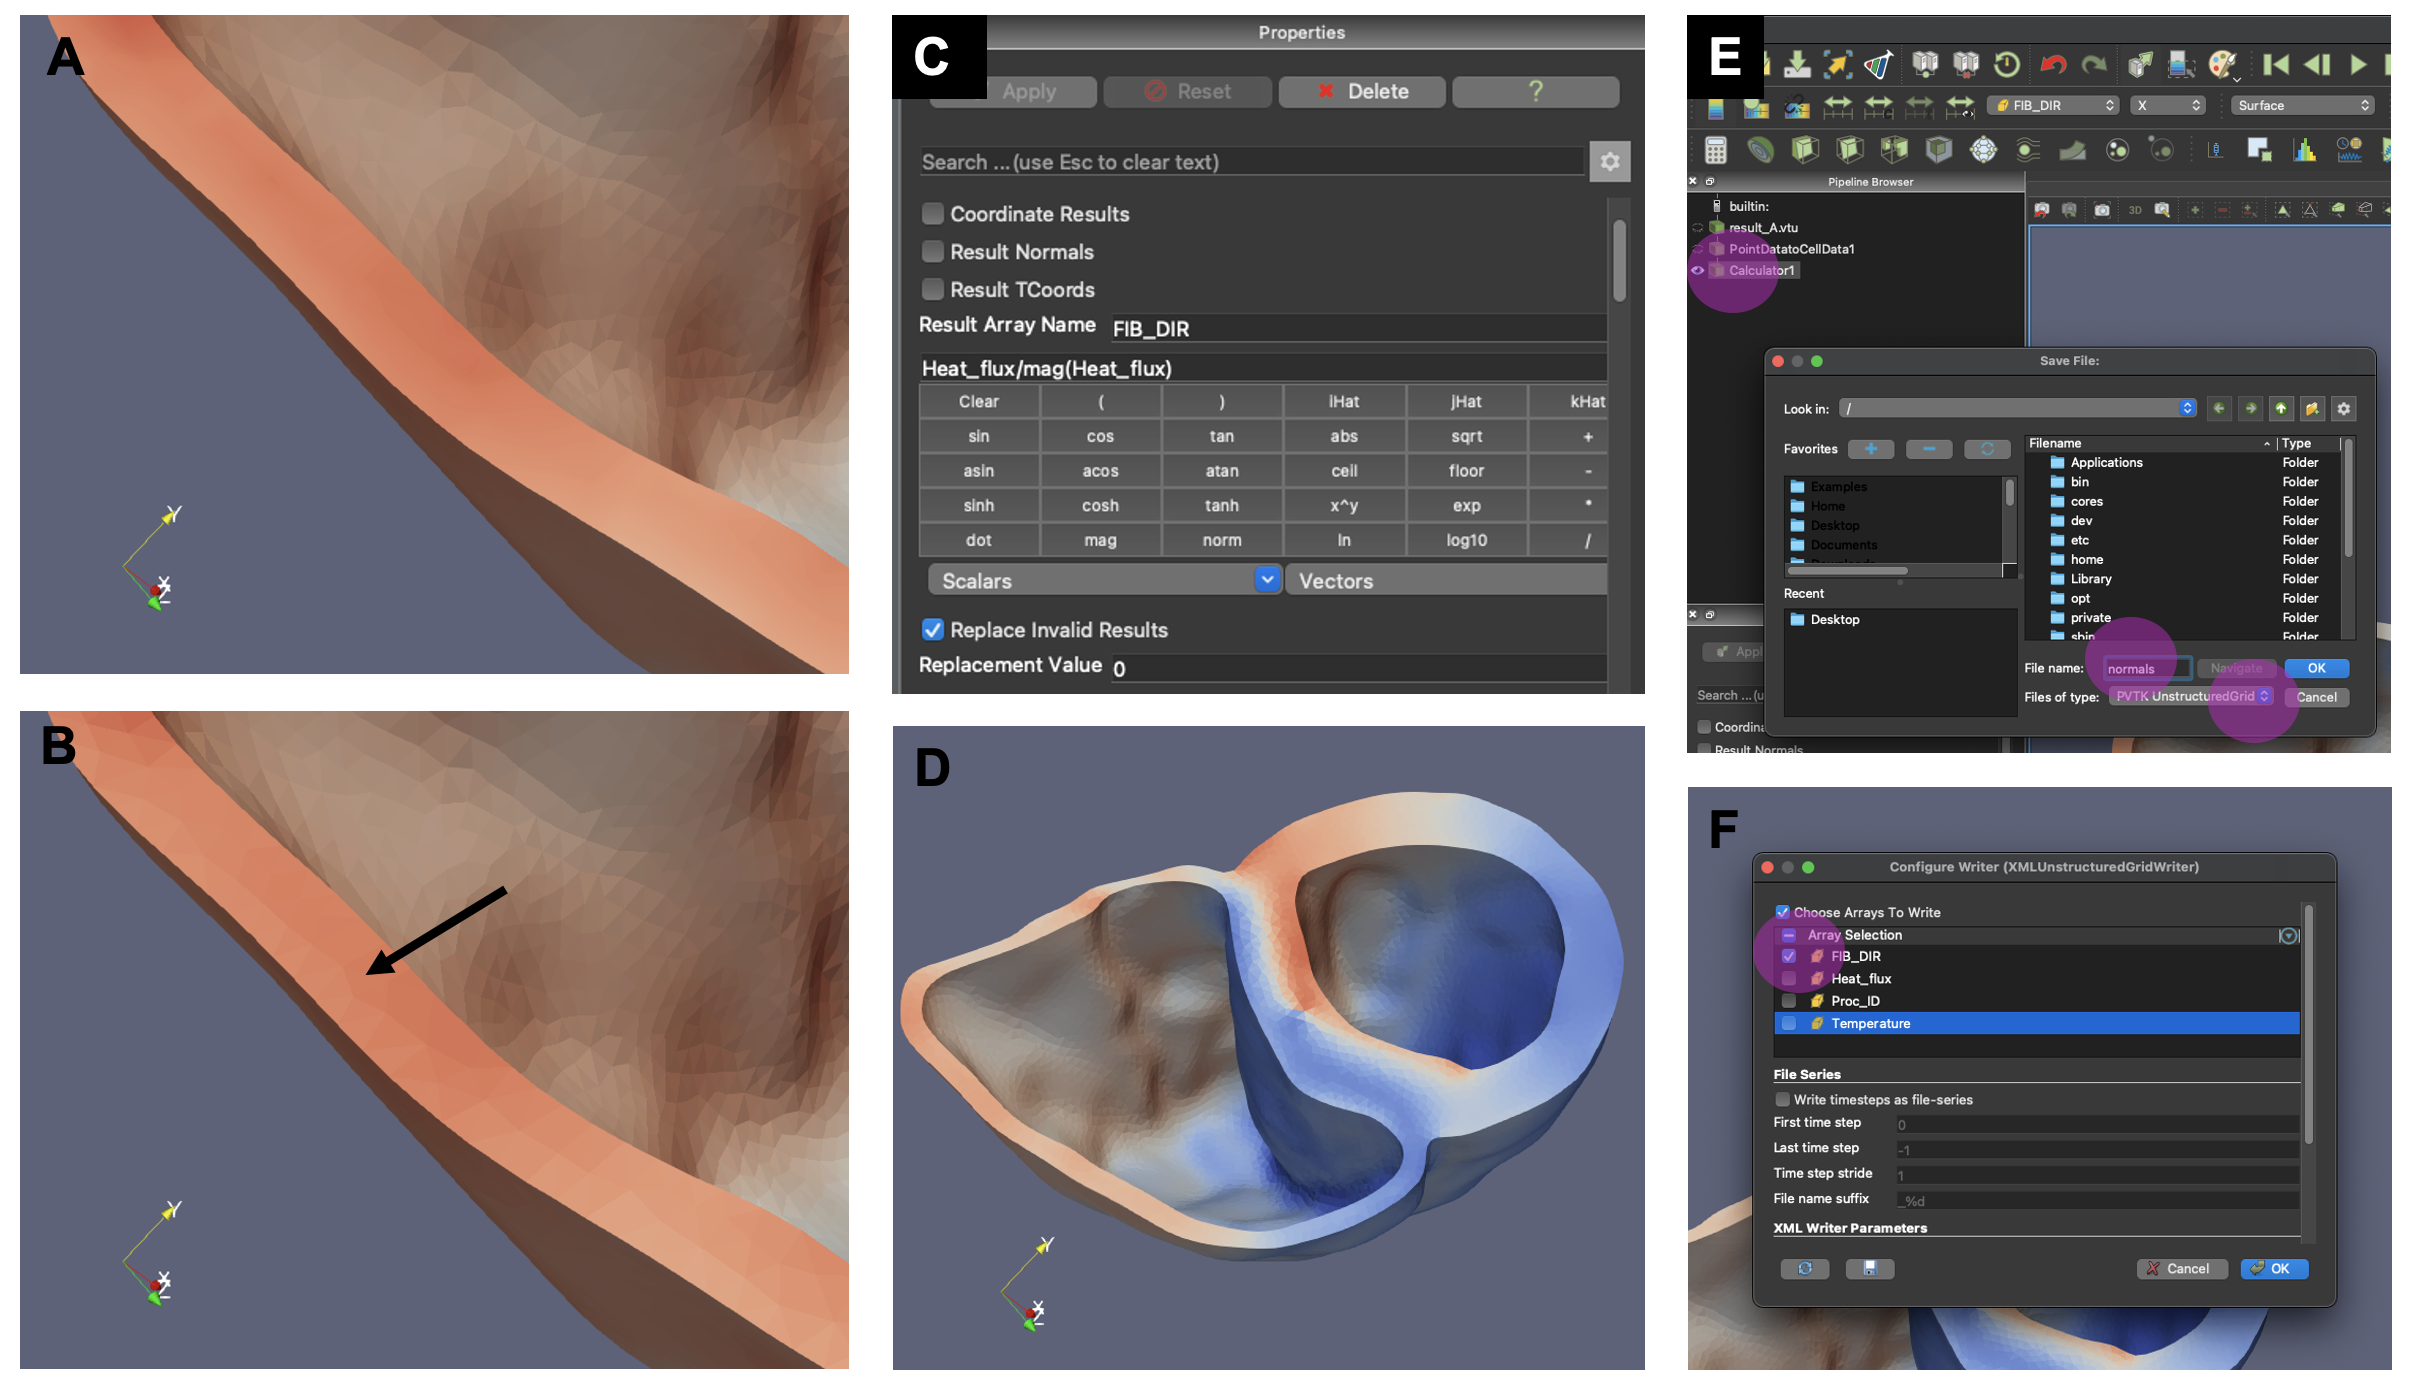 A
Y
X
Z
B
Y
X
Z
C
Properties
Apply
Reset
Delete
?
Search ... (use Esc to clear text)
Coordinate Results
Result Normals
Result TCoords
Result Array Name FIB_DIR
Heat_flux/mag(Heat_flux)
Clear ( ) iHat jHat kHat
sin cos tan abs sqrt +
asin acos atan ceil floor -
sinh cosh tanh x^y exp *
dot mag norm ln log10 /
Scalars Vectors
Replace Invalid Results
Replacement Value 0
D
Y
X
Z
E
FIB_DIR X Surface
Pipeline Browser
builtin:
3D
result_A.vtu
PointDatatoCellData1
Calculator1
Save File:
Look in: /
Favorites
Filename Type
Examples
Home
Desktop
Documents
Applications Folder
bin Folder
cores Folder
dev Folder
etc Folder
home Folder
Library Folder
opt Folder
private Folder
sbin Folder
Recent
Desktop
File name: normals Navigate OK
Files of type: PVTK UnstructuredGrid Cancel
Appl
Search ... (u
Coordina
Result Normals
F
Configure Writer (XMLUnstructuredGridWriter)
Choose Arrays To Write
Array Selection
FIB_DIR
Heat_flux
Proc_ID
Temperature
File Series
Write timesteps as file-series
First time step 0
Last time step -1
Time step stride 1
File name suffix _%d
XML Writer Parameters
Cancel OK